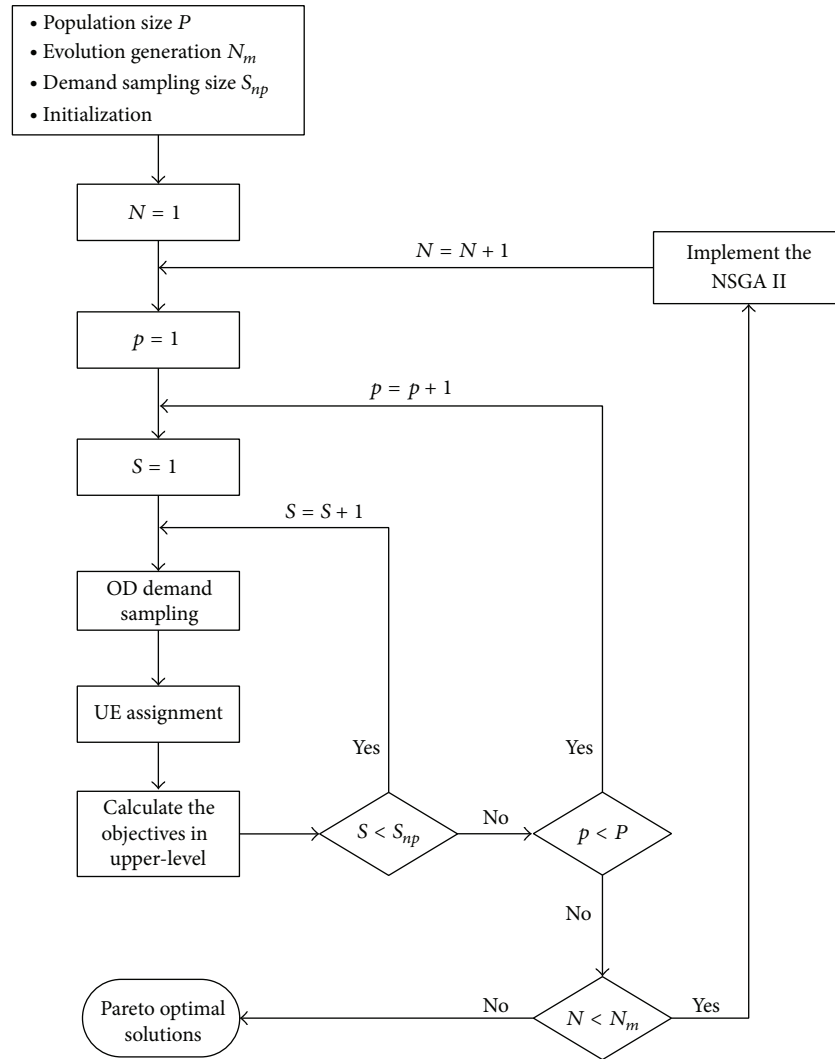 • Population size P
• Evolution generation N_m
• Demand sampling size S_np
• Initialization
N = 1
N = N + 1
Implement the
NSGA II
p = 1
p = p + 1
S = 1
S = S + 1
OD demand
sampling
UE assignment
Yes
Yes
Calculate the
objectives in
upper-level
S < S_np
No
p < P
No
Pareto optimal
solutions
No
N < N_m
Yes